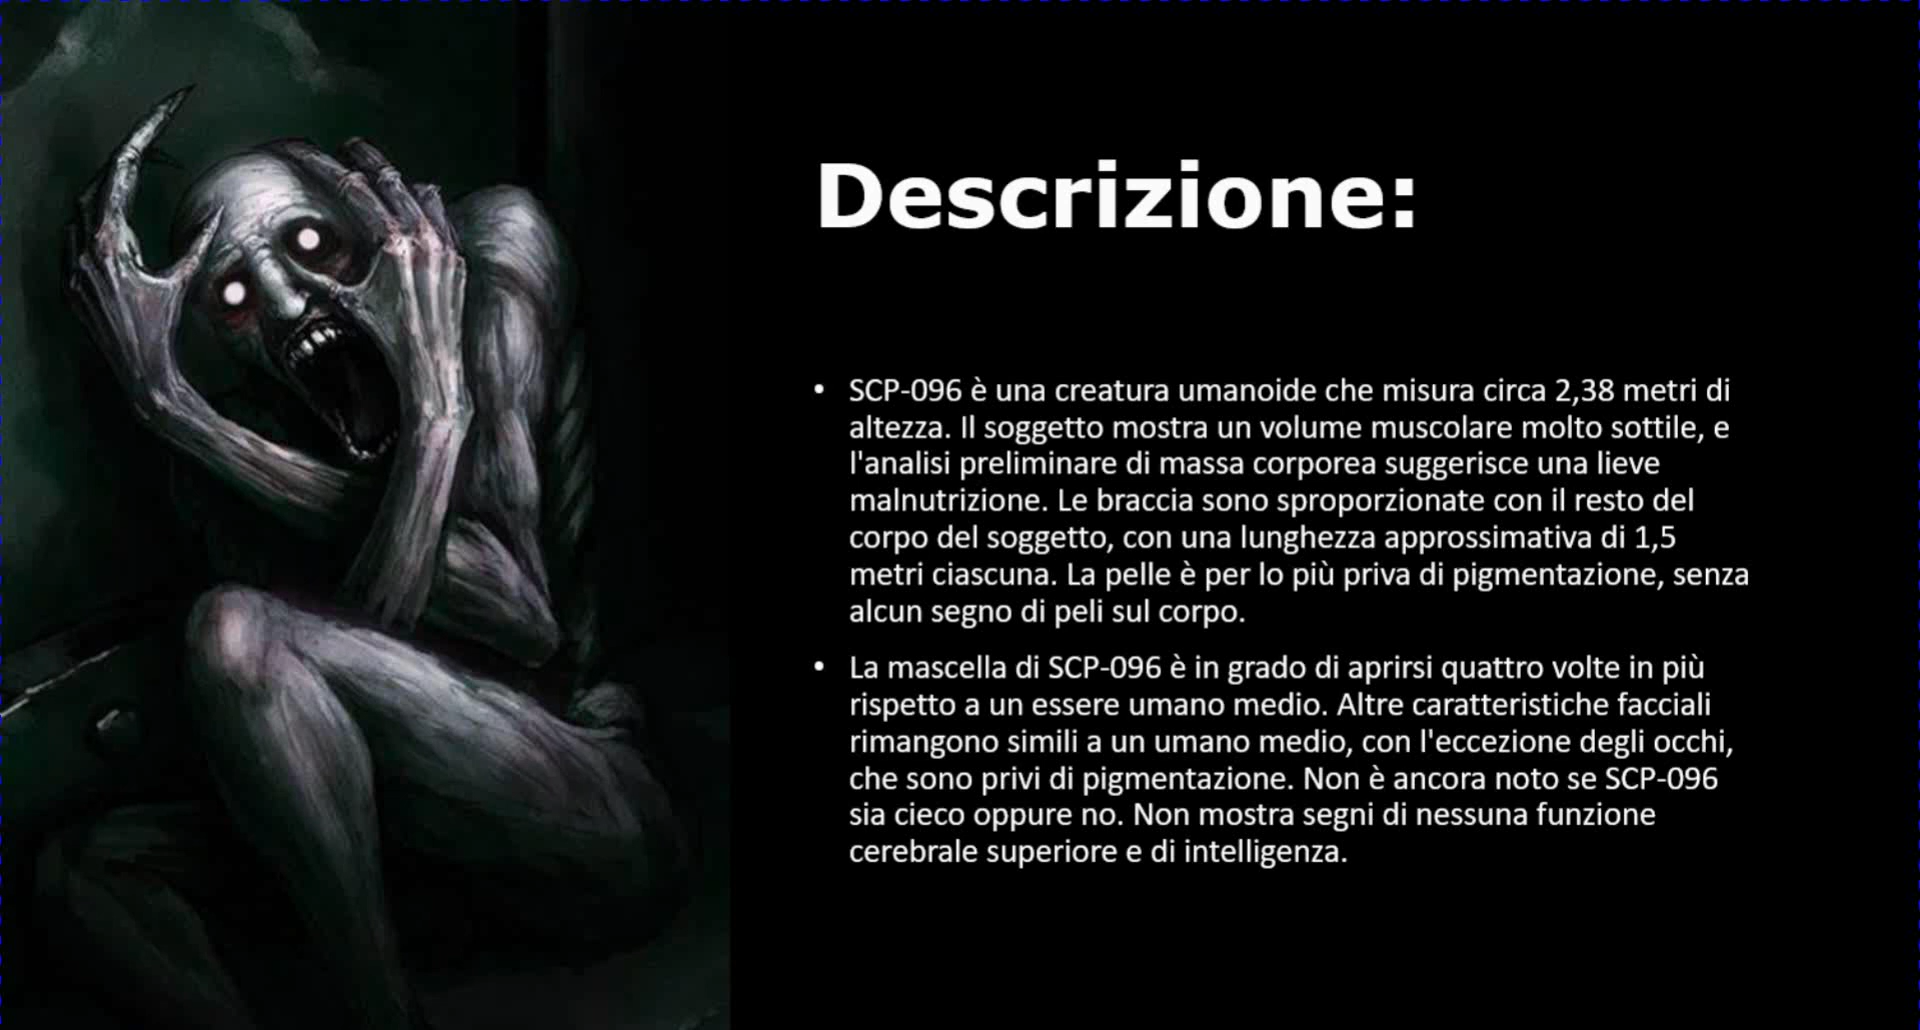 Descrizione:
• SCP-096 è una creatura umanoide che misura circa 2,38 metri di
altezza. Il soggetto mostra un volume muscolare molto sottile, e
l'analisi preliminare di massa corporea suggerisce una lieve
malnutrizione. Le braccia sono sproporzionate con il resto del
corpo del soggetto, con una lunghezza approssimativa di 1,5
metri ciascuna. La pelle è per lo più priva di pigmentazione, senza
alcun segno di peli sul corpo.
• La mascella di SCP-096 è in grado di aprirsi quattro volte in più
rispetto a un essere umano medio. Altre caratteristiche facciali
rimangono simili a un umano medio, con l'eccezione degli occhi,
che sono privi di pigmentazione. Non è ancora noto se SCP-096
sia cieco oppure no. Non mostra segni di nessuna funzione
cerebrale superiore e di intelligenza.